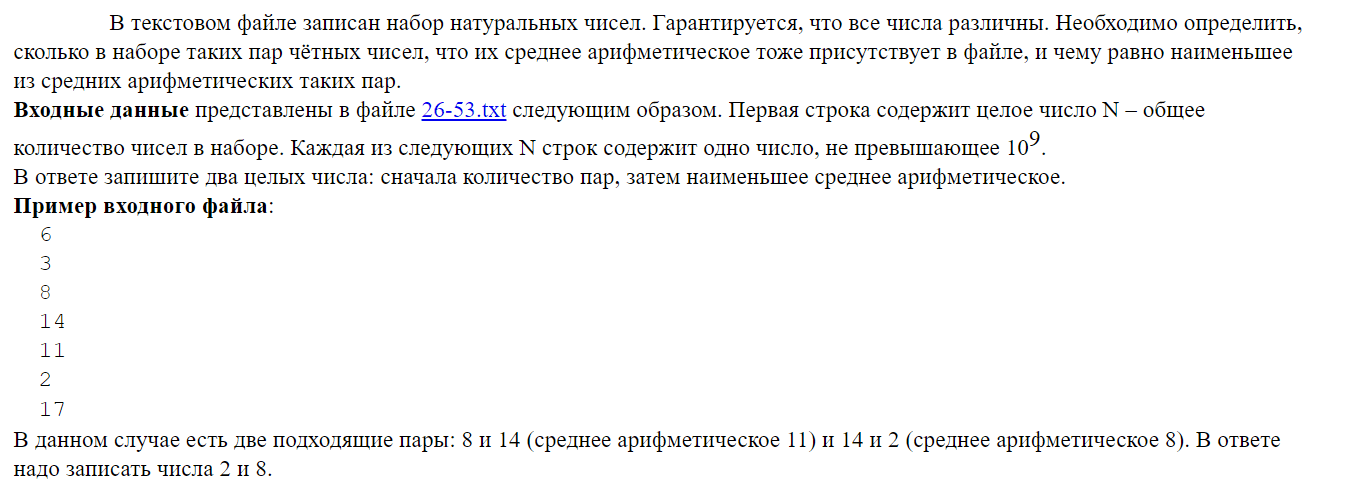 В текстовом файле записан набор натуральных чисел. Гарантируется, что все числа различны. Необходимо определить,
сколько в наборе таких пар чётных чисел, что их среднее арифметическое тоже присутствует в файле, и чему равно наименьшее
из средних арифметических таких пар.
Входные данные представлены в файле 26-53.txt следующим образом. Первая строка содержит целое число N – общее
количество чисел в наборе. Каждая из следующих N строк содержит одно число, не превышающее 10⁹.
В ответе запишите два целых числа: сначала количество пар, затем наименьшее среднее арифметическое.
Пример входного файла:
6
3
8
14
11
2
17
В данном случае есть две подходящие пары: 8 и 14 (среднее арифметическое 11) и 14 и 2 (среднее арифметическое 8). В ответе
надо записать числа 2 и 8.